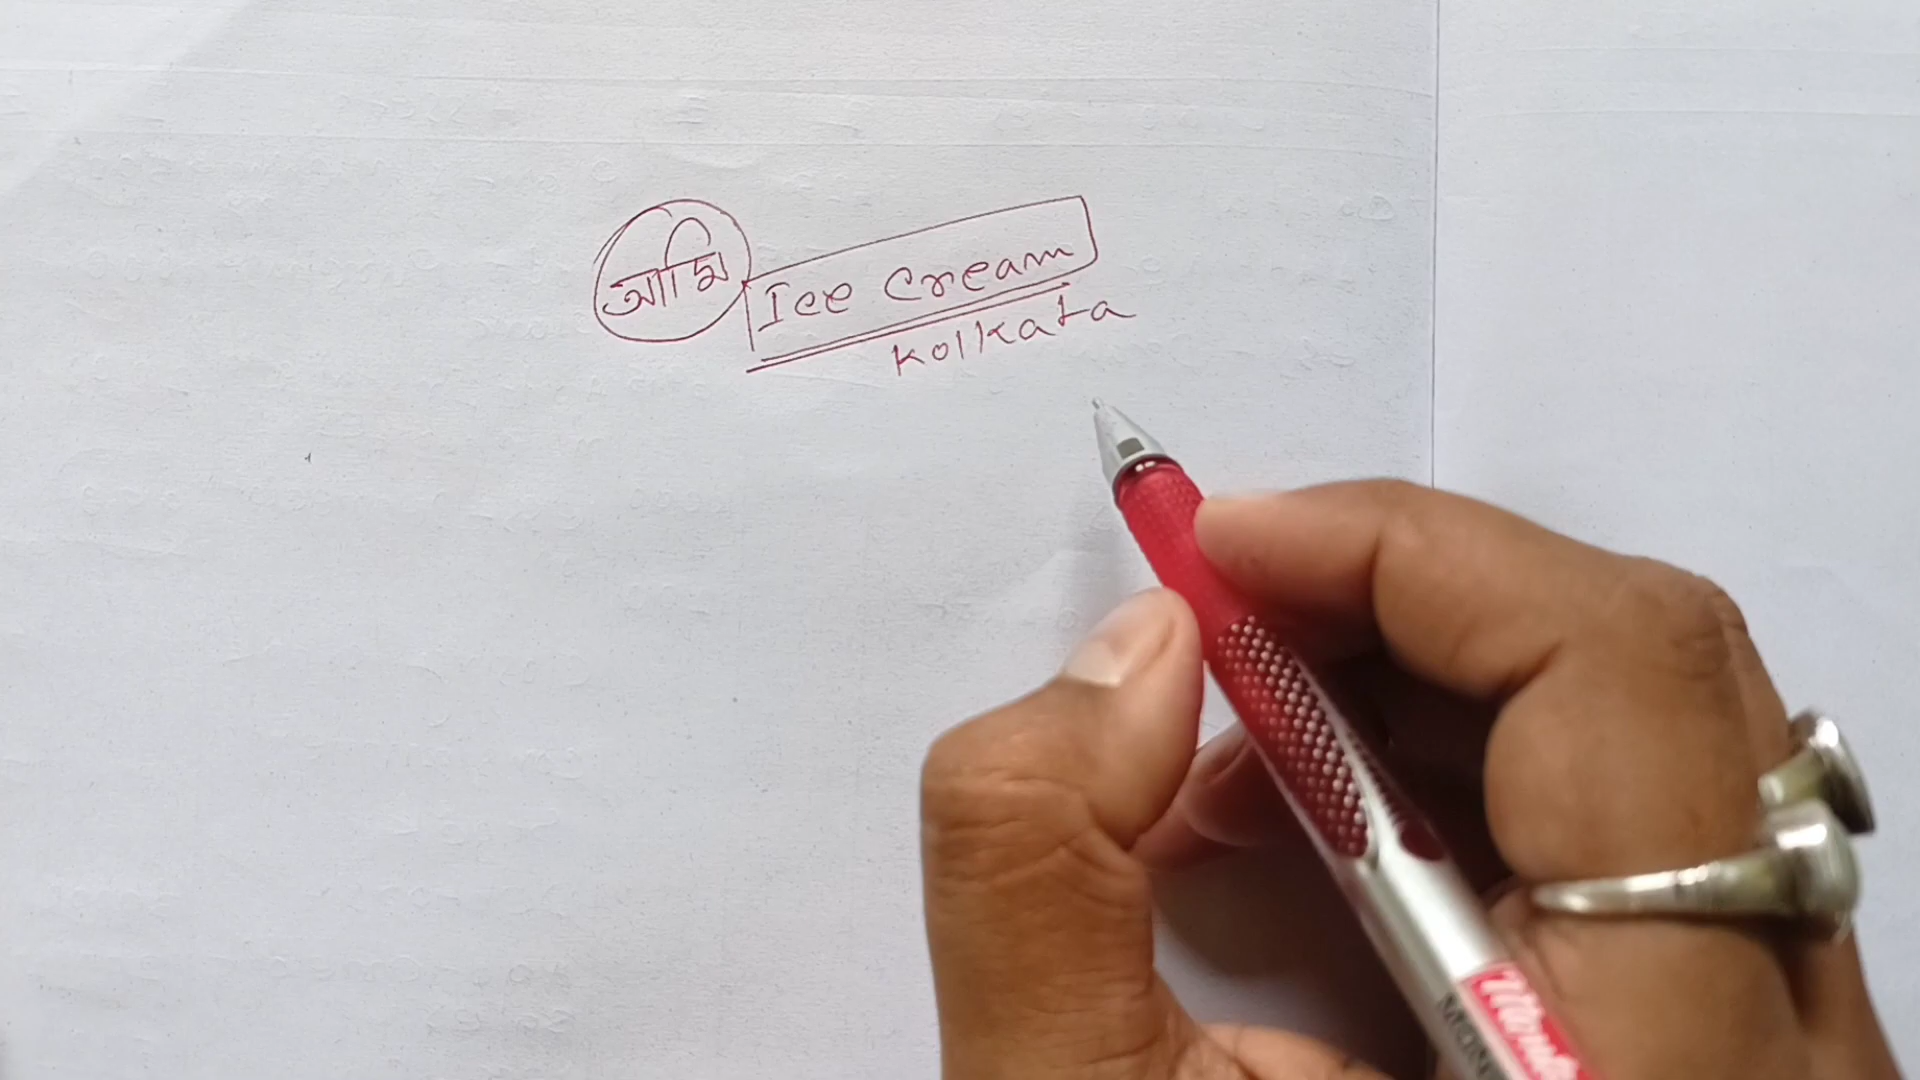 আমি Ice Cream
Kolkata